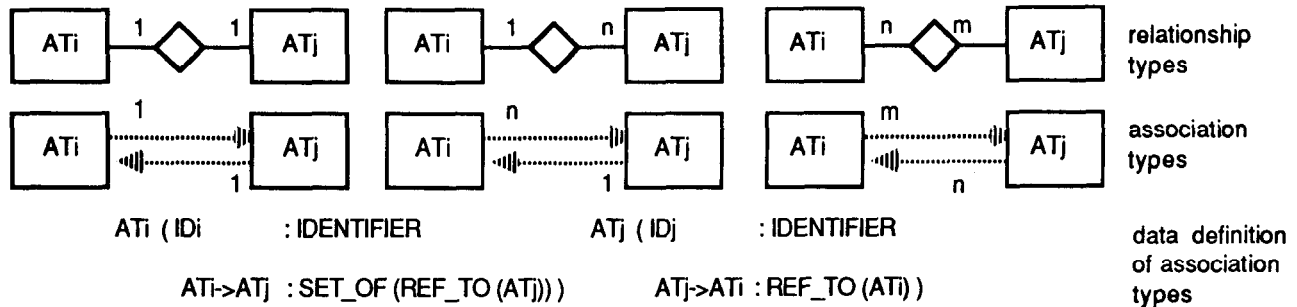 ATi 1 1 ATj ATi 1 n ATj ATi n m ATj relationship
types
1 n m
ATi ATj ATi ATj ATi ATj association
types
1 1 n
ATi ( IDi : IDENTIFIER ATj ( IDj : IDENTIFIER
data definition
of association
ATi->ATj : SET_OF (REF_TO (ATj)) ) ATj->ATi : REF_TO (ATi) )
types